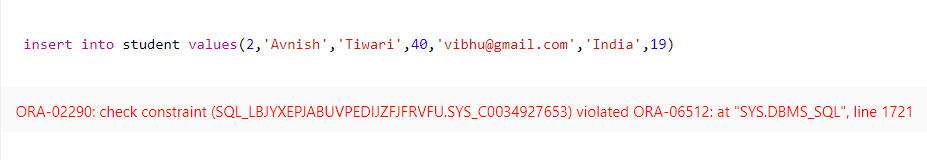 insert into student values(2,'Avnish','Tiwari',40,'vibhu@gmail.com','India',19)
ORA-02290: check constraint (SQL_LBJYXEPJABUVPEDIJZFJFRVFU.SYS_C0034927653) violated ORA-06512: at "SYS.DBMS_SQL", line 1721